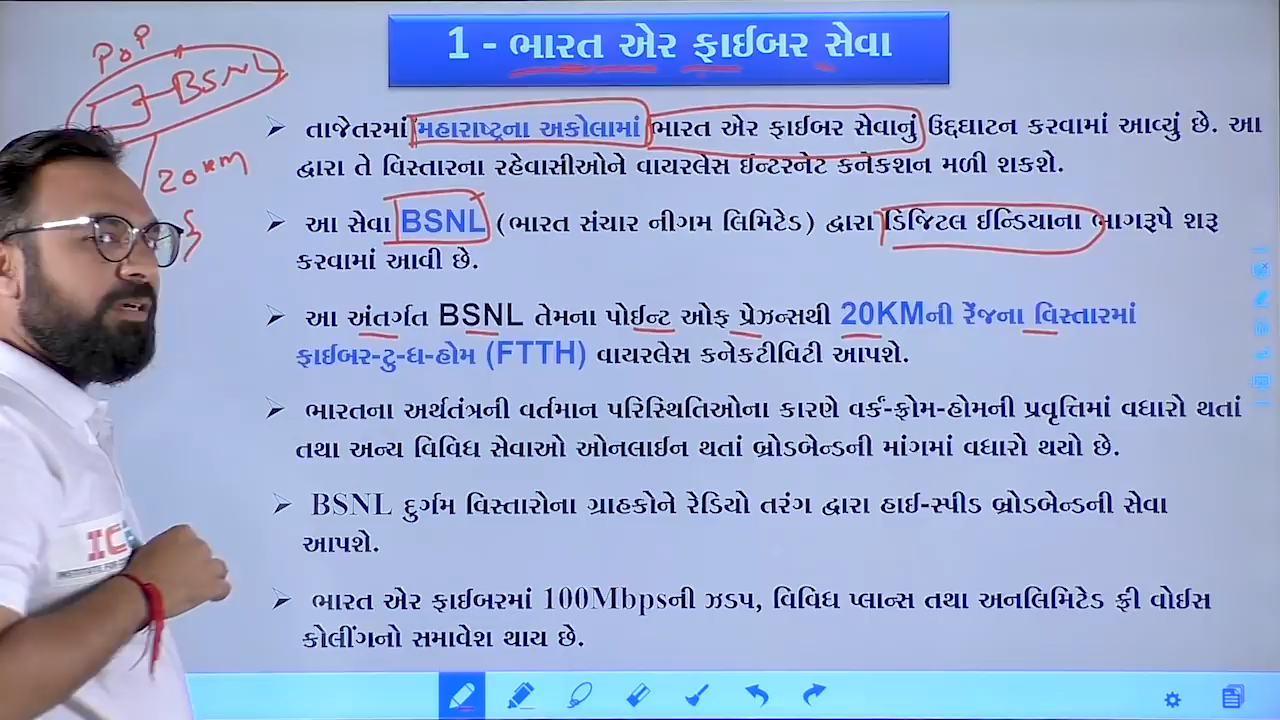 1 - ભારત એર ફાઈબર સેવા
POP
BSNL
20km
➤ તાજેતરમાં મહારાષ્ટ્રના અકોલામાં ભારત એર ફાઈબર સેવાનું ઉદ્દઘાટન કરવામાં આવ્યું છે. આ
દ્વારા તે વિસ્તારના રહેવાસીઓને વાયરલેસ ઈન્ટરનેટ કનેકશન મળી શકશે.
➤ આ સેવા BSNL (ભારત સંચાર નીગમ લિમિટેડ) દ્વારા ડિજિટલ ઈન્ડિયાના ભાગરૂપે શરૂ
કરવામાં આવી છે.
➤ આ અંતર્ગત BSNL તેમના પોઈન્ટ ઓફ પ્રેઝન્સથી 20KMની રેંજના વિસ્તારમાં
ફાઈબર-ટુ-ધ-હોમ (FTTH) વાયરલેસ કનેકટીવિટી આપશે.
➤ ભારતના અર્થતંત્રની વર્તમાન પરિસ્થિતિઓના કારણે વર્ક-ફ્રોમ-હોમની પ્રવૃત્તિમાં વધારો થતાં
તથા અન્ય વિવિધ સેવાઓ ઓનલાઈન થતાં બ્રોડબેન્ડની માંગમાં વધારો થયો છે.
➤ BSNL દુર્ગમ વિસ્તારોના ગ્રાહકોને રેડિયો તરંગ દ્વારા હાઈ-સ્પીડ બ્રોડબેન્ડની સેવા
આપશે.
➤ ભારત એર ફાઈબરમાં 100Mbpsની ઝડપ, વિવિધ પ્લાન્સ તથા અનલિમિટેડ ફ્રી વોઈસ
કોલીંગનો સમાવેશ થાય છે.